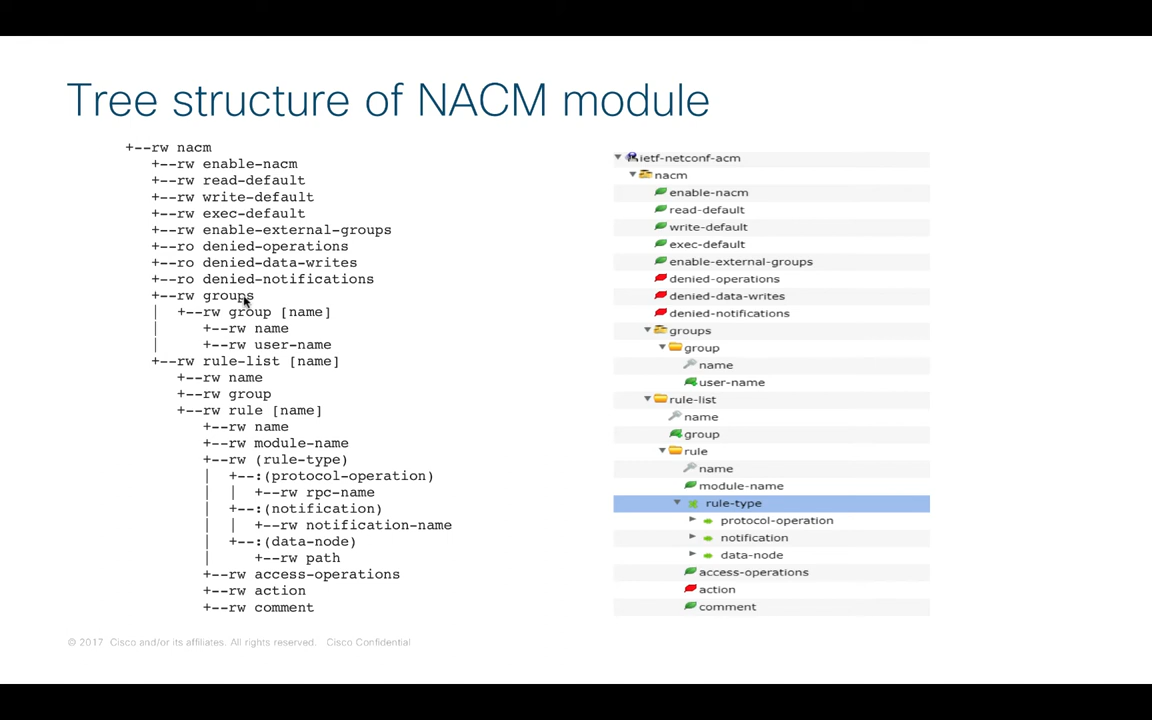 Tree structure of NACM module
+--rw nacm
+--rw enable-nacm
+--rw read-default
+--rw write-default
+--rw exec-default
+--rw enable-external-groups
+--ro denied-operations
+--ro denied-data-writes
+--ro denied-notifications
+--rw groups
|  +--rw group [name]
|     +--rw name
|     +--rw user-name
+--rw rule-list [name]
+--rw name
+--rw group
+--rw rule [name]
+--rw name
+--rw module-name
+--rw (rule-type)
|  +--:(protocol-operation)
|  |  +--rw rpc-name
|  +--:(notification)
|  |  +--rw notification-name
|  +--:(data-node)
|     +--rw path
+--rw access-operations
+--rw action
+--rw comment
ietf-netconf-acm
nacm
enable-nacm
read-default
write-default
exec-default
enable-external-groups
denied-operations
denied-data-writes
denied-notifications
groups
group
name
user-name
rule-list
name
group
rule
name
module-name
rule-type
protocol-operation
notification
data-node
access-operations
action
comment
© 2017 Cisco and/or its affiliates. All rights reserved. Cisco Confidential